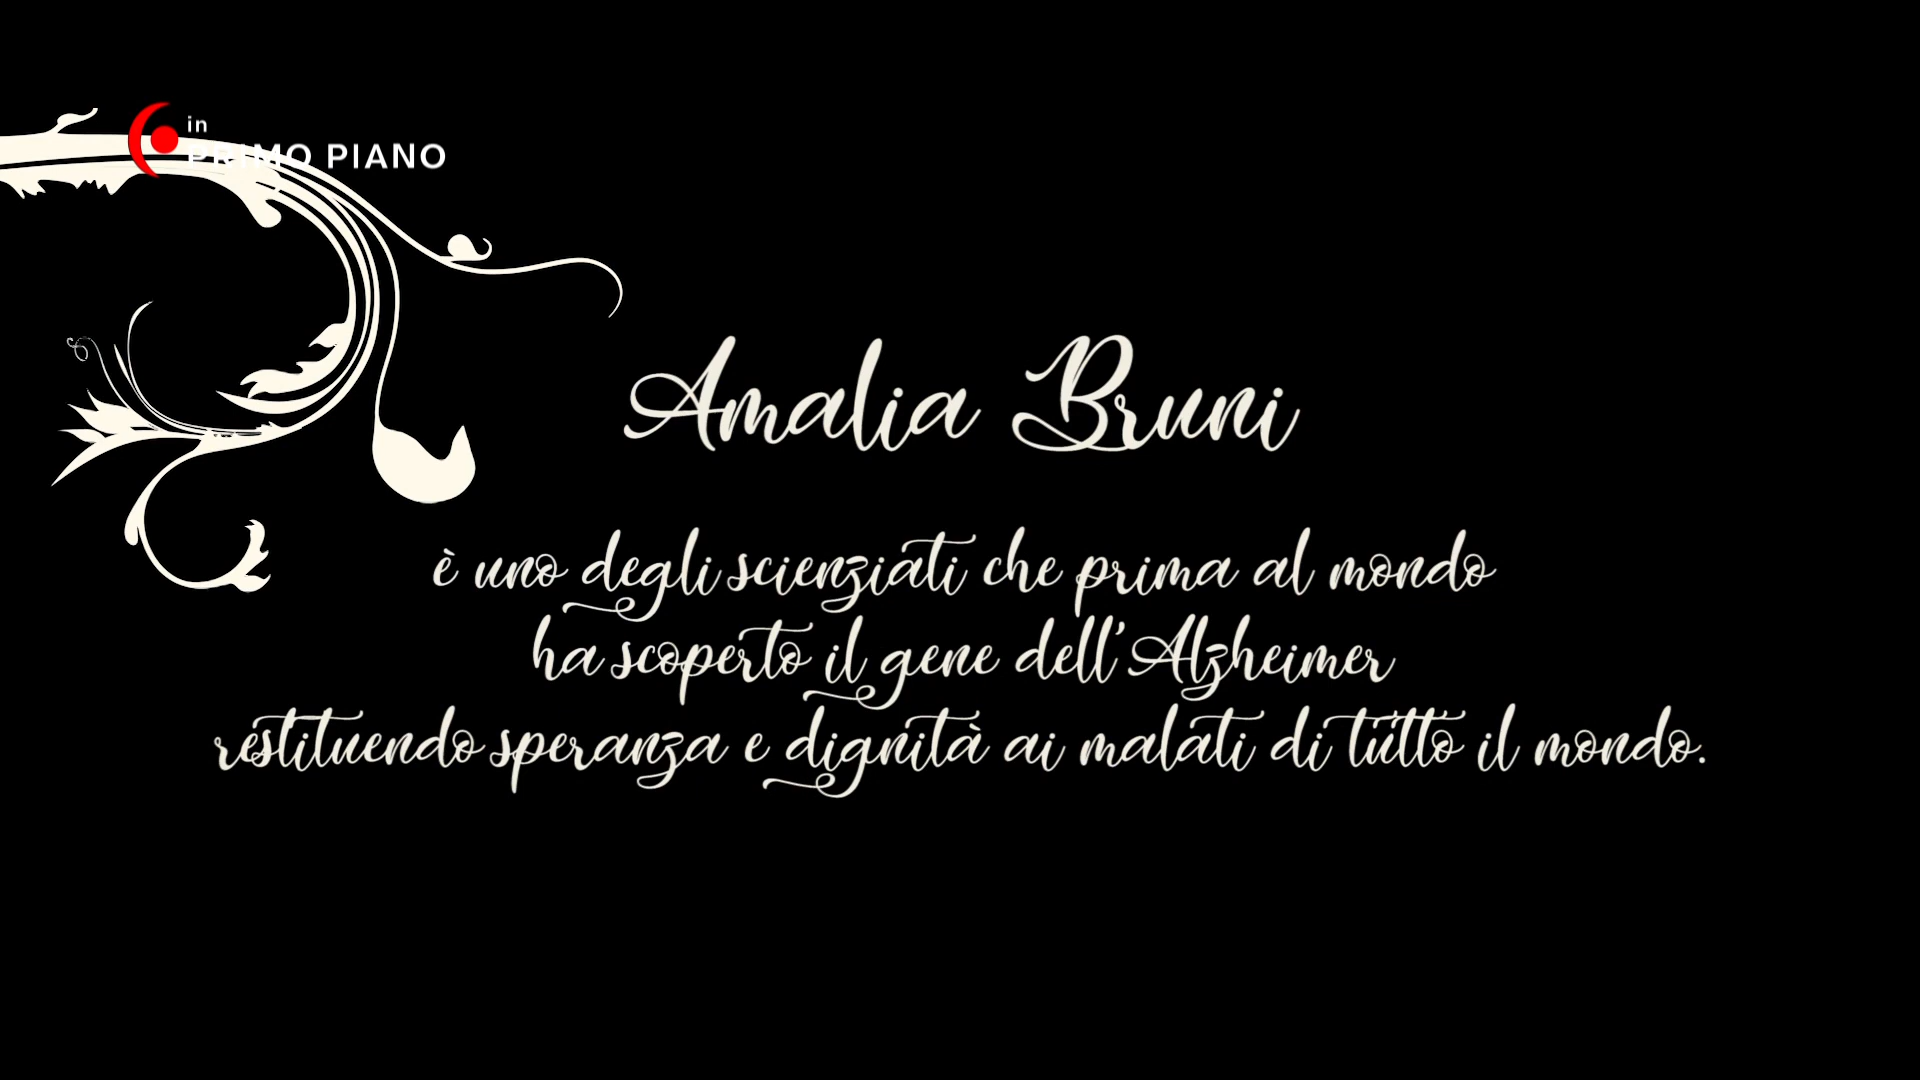 in
PRIMO PIANO
Amalia Bruni
è uno degli scienziati che prima al mondo
ha scoperto il gene dell'Alzheimer
restituendo speranza e dignità ai malati di tutto il mondo.